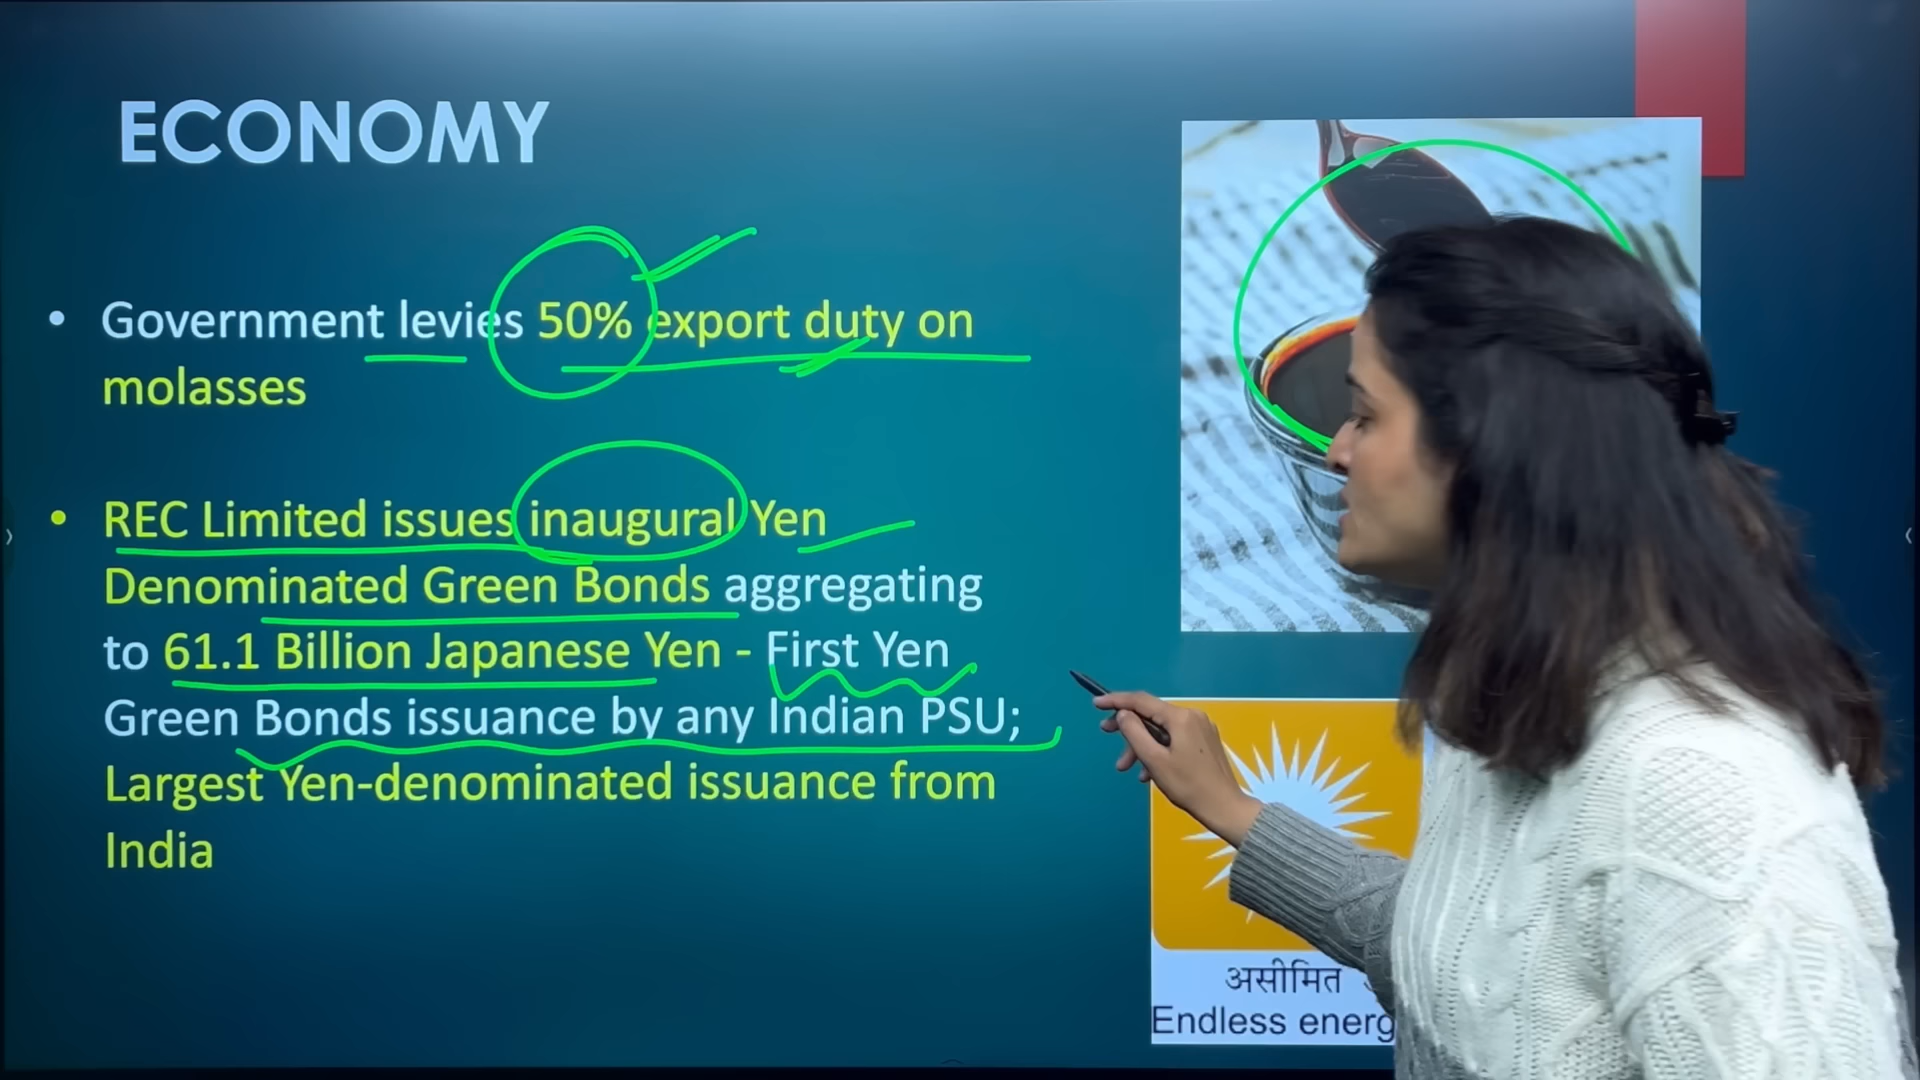 ECONOMY
Government levies 50% export duty on
molasses
REC Limited issues inaugural Yen
Denominated Green Bonds aggregating
to 61.1 Billion Japanese Yen - First Yen
Green Bonds issuance by any Indian PSU;
Largest Yen-denominated issuance from
India
असीमित
Endless